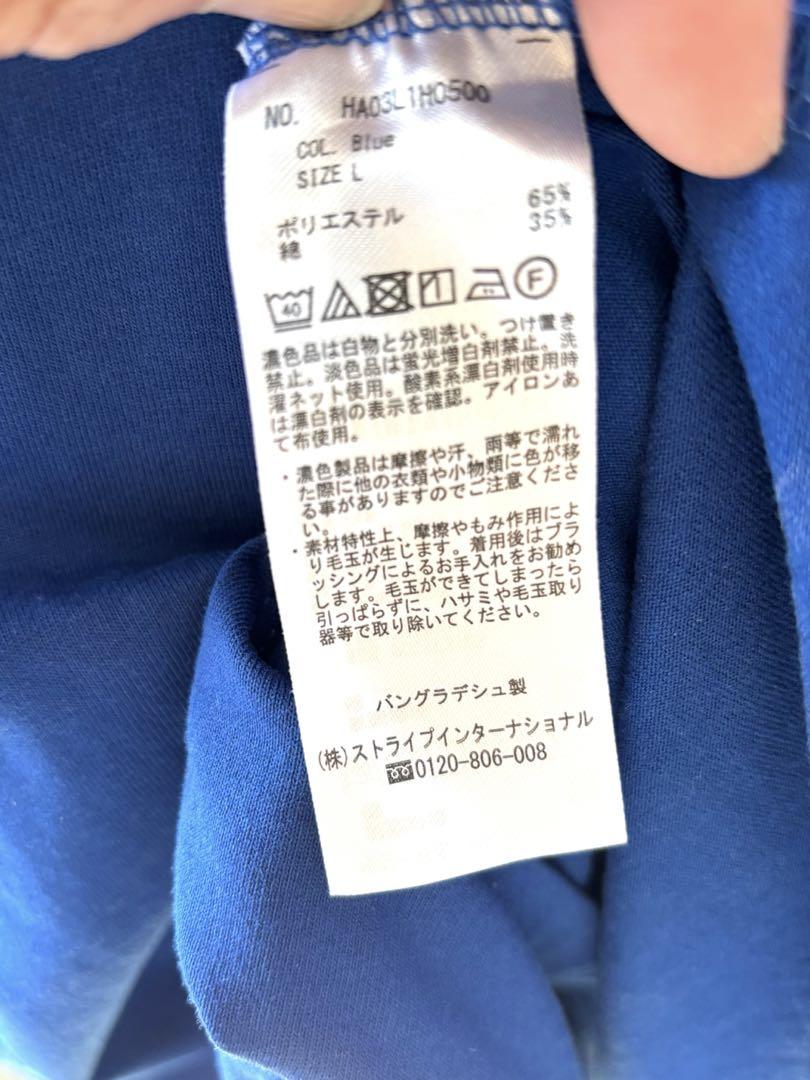 NO. HA03L1H0500
COL. Blue
SIZE L
ポリエステル 65%
綿 35%
40 F
濃色品は白物と分別洗い。つけ置き
禁止。淡色品は蛍光増白剤禁止。洗
濯ネット使用。酸素系漂白剤使用時
は漂白剤の表示を確認。アイロンあ
て布使用。
・濃色製品は摩擦や汗、雨等で濡れ
た際に他の衣類や小物類に色が移
る事がありますのでご注意くださ
い。
・素材特性上、摩擦やもみ作用によ
り毛玉が生じます。着用後はブラ
ッシングによるお手入れをお勧め
します。毛玉ができてしまったら
引っぱらずに、ハサミや毛玉取り
器等で取り除いてください。
バングラデシュ製
(株)ストライプインターナショナル
0120-806-008